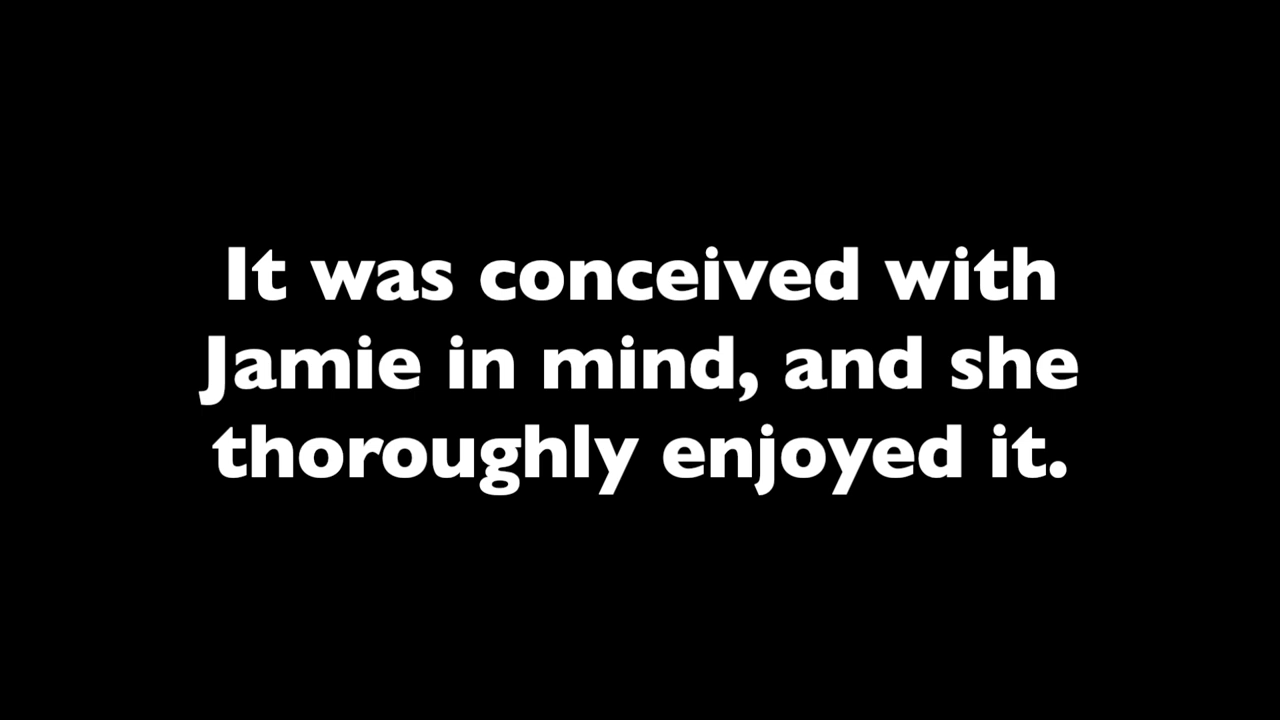 It was conceived with
Jamie in mind, and she
thoroughly enjoyed it.